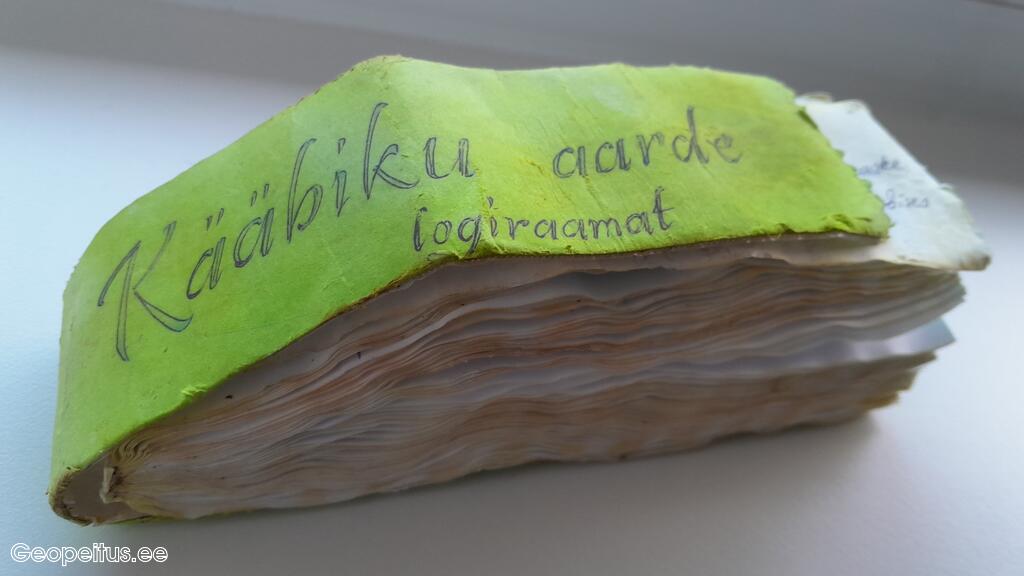 Kääbiku aarde
logiraamat
Geopeitus.ee